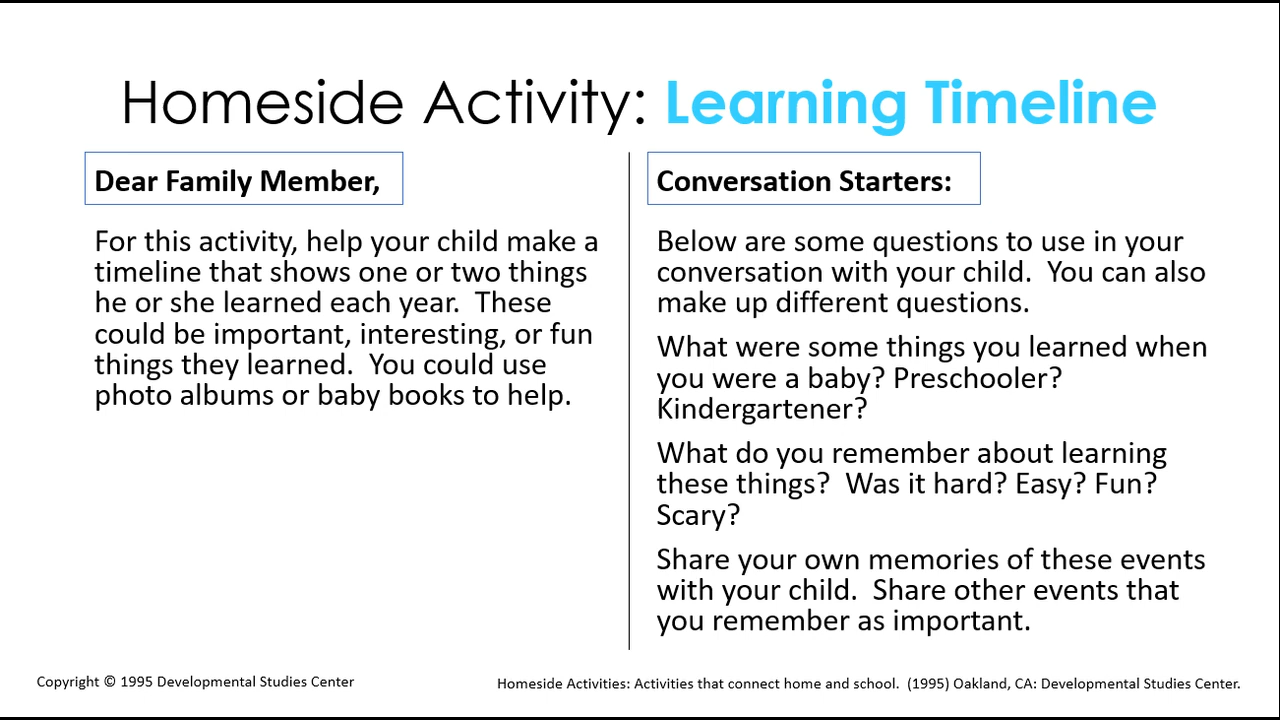 Homeside Activity: Learning Timeline
Dear Family Member,
For this activity, help your child make a
timeline that shows one or two things
he or she learned each year.  These
could be important, interesting, or fun
things they learned.  You could use
photo albums or baby books to help.
Conversation Starters:
Below are some questions to use in your
conversation with your child.  You can also
make up different questions.
What were some things you learned when
you were a baby? Preschooler?
Kindergartener?
What do you remember about learning
these things?  Was it hard? Easy? Fun?
Scary?
Share your own memories of these events
with your child.  Share other events that
you remember as important.
Copyright © 1995 Developmental Studies Center
Homeside Activities: Activities that connect home and school.  (1995) Oakland, CA: Developmental Studies Center.